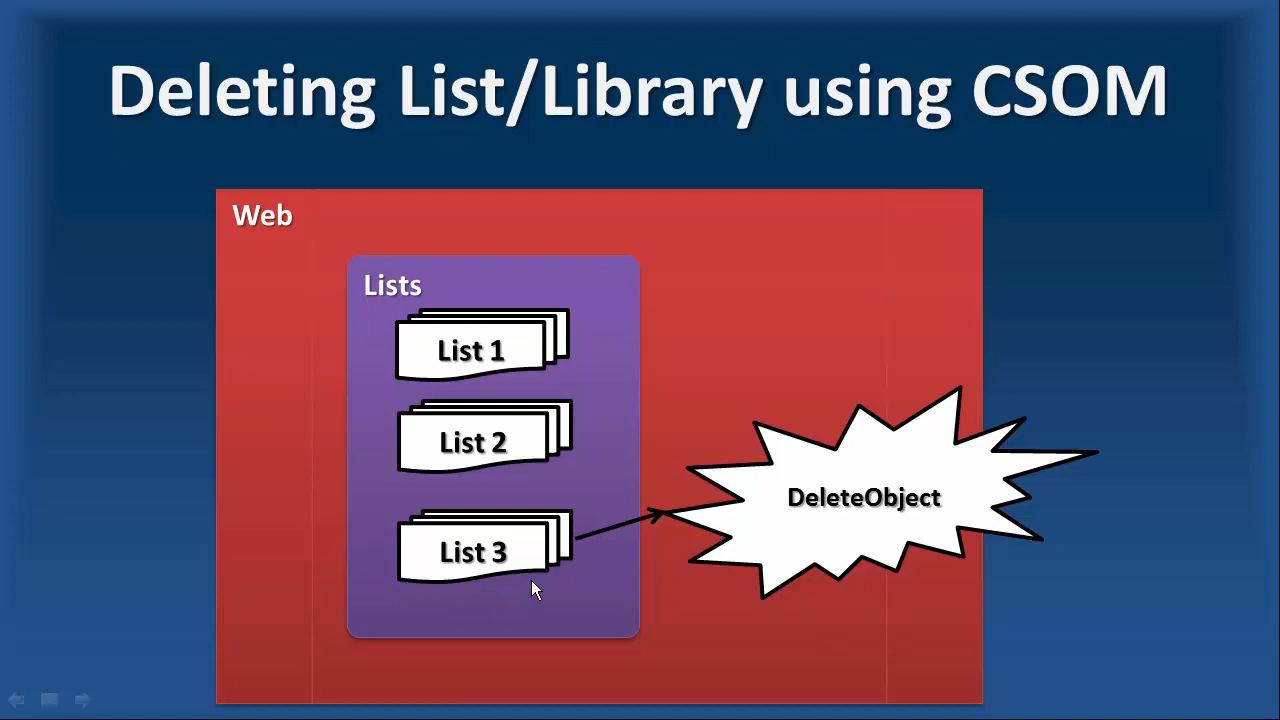 Deleting List/Library using CSOM
Web
Lists
List 1
List 2
List 3
DeleteObject